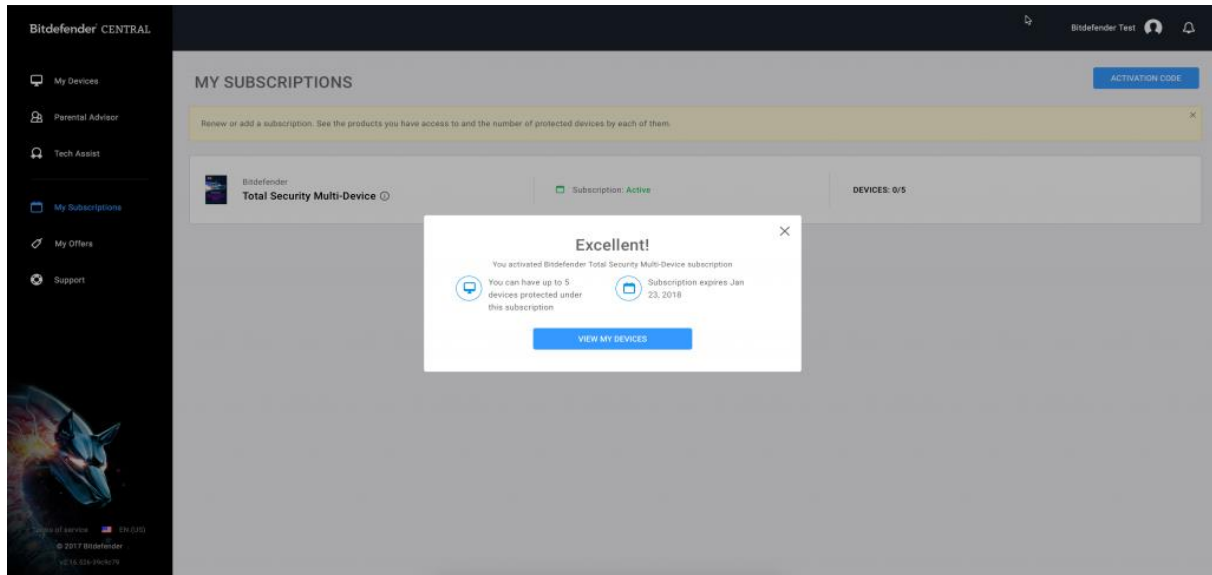 Bitdefender CENTRAL
Bitdefender Test
My Devices
Parental Advisor
Tech Assist
My Subscriptions
My Offers
Support
of service EN (US)
© 2017 Bitdefender
MY SUBSCRIPTIONS
ACTIVATION CODE
Renew or add a subscription. See the products you have access to and the number of protected devices by each of them.
Bitdefender
Total Security Multi-Device
Subscription: Active
DEVICES: 0/5
Excellent!
You activated Bitdefender Total Security Multi-Device subscription
You can have up to 5
devices protected under
this subscription
Subscription expires Jan
23, 2018
VIEW MY DEVICES